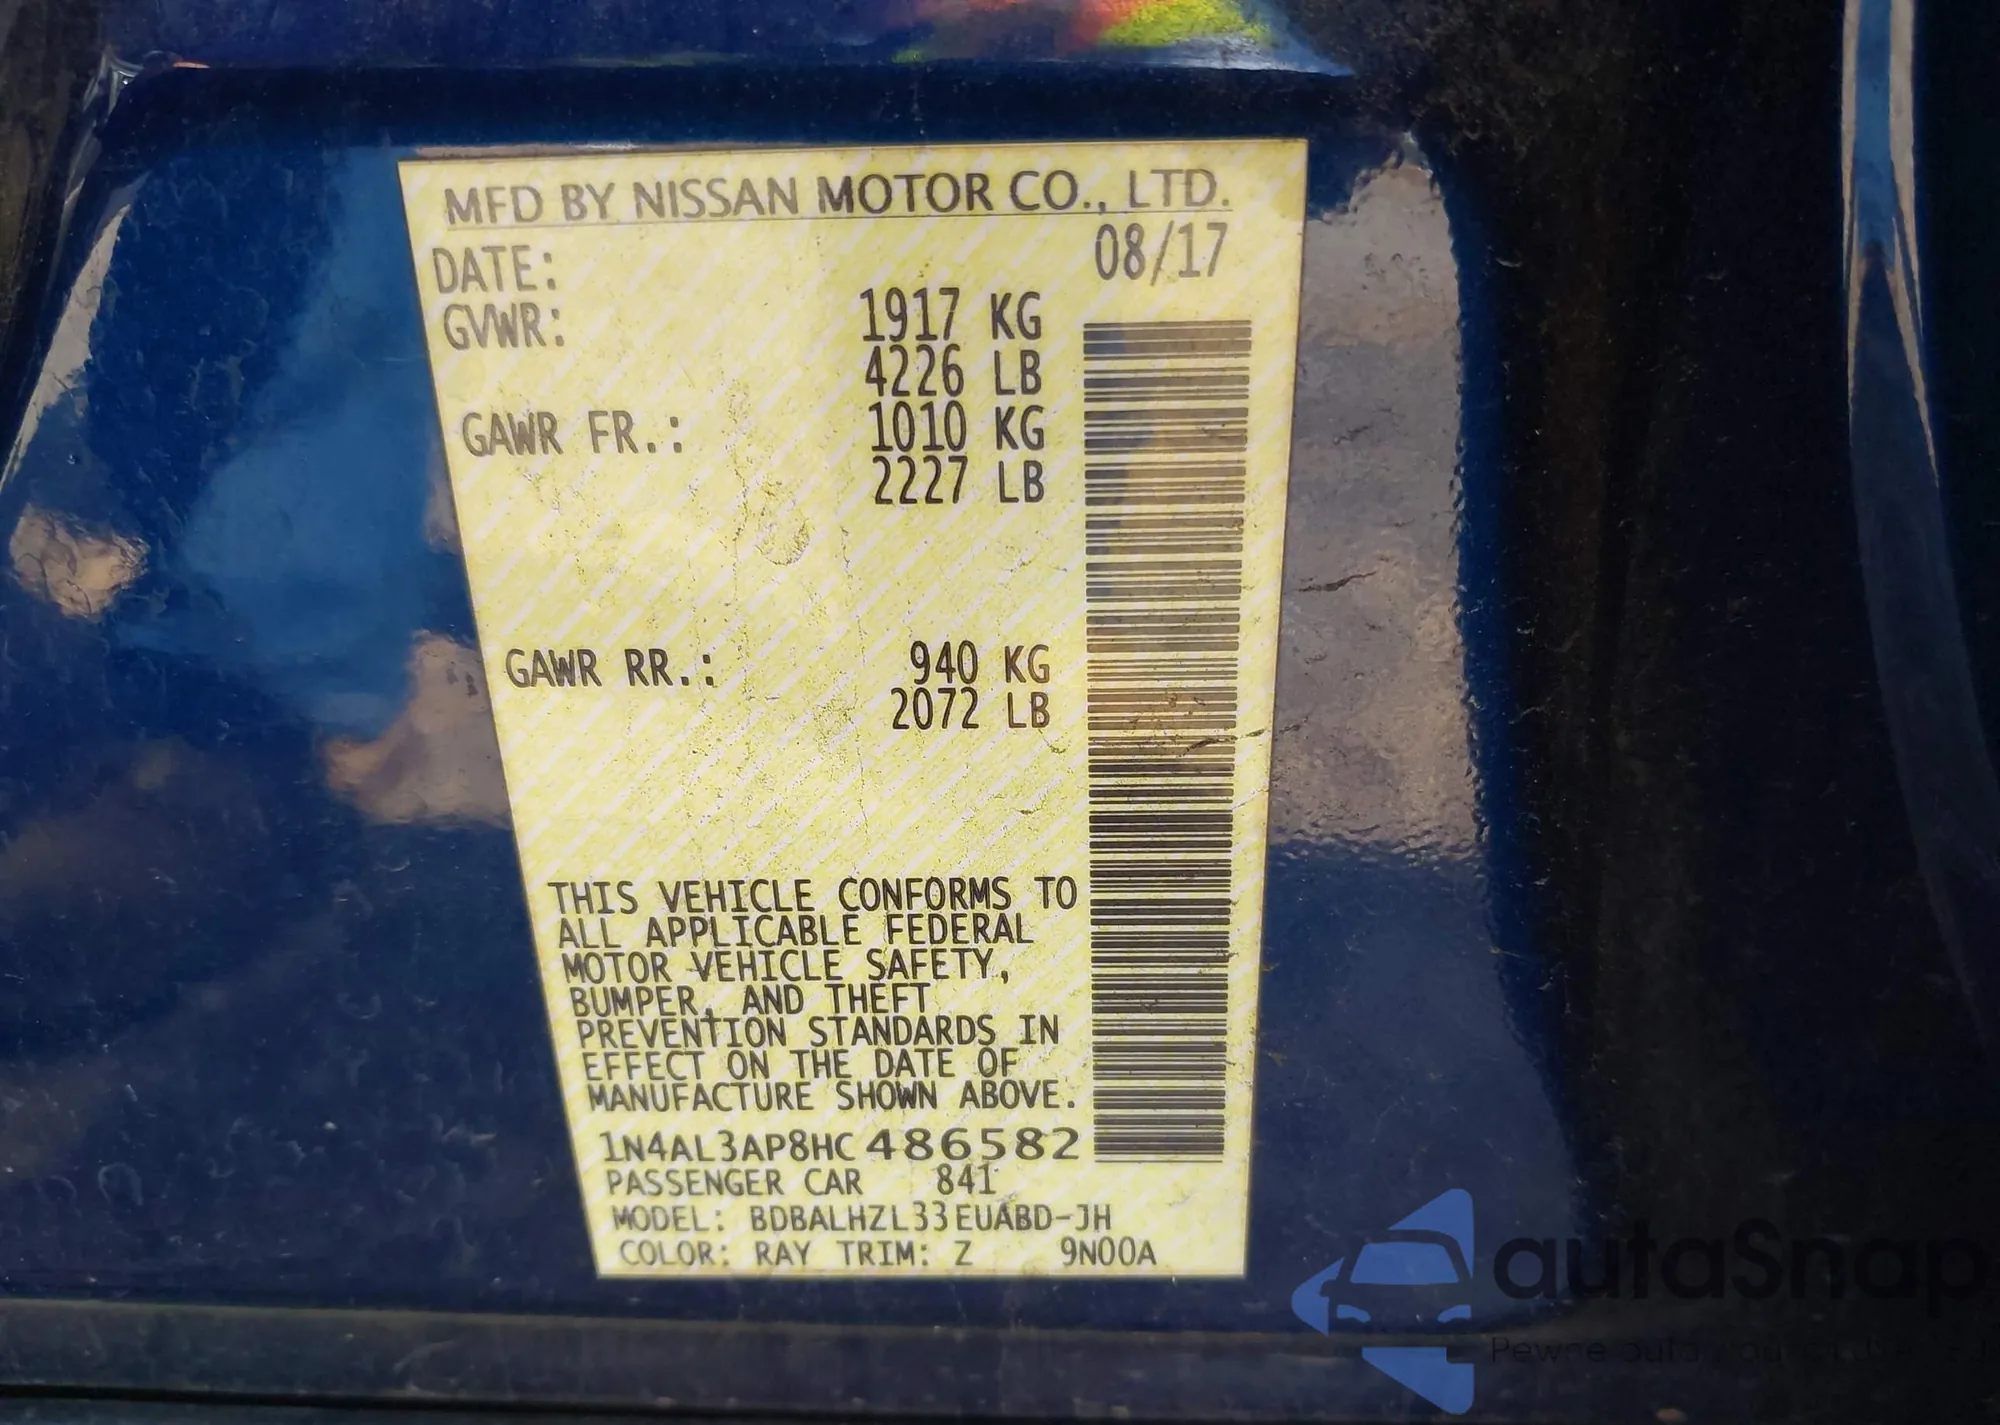 MFD BY NISSAN MOTOR CO., LTD.
DATE: 08/17
GVWR: 1917 KG
4226 LB
GAWR FR.: 1010 KG
2227 LB
GAWR RR.: 940 KG
2072 LB
THIS VEHICLE CONFORMS TO
ALL APPLICABLE FEDERAL
MOTOR VEHICLE SAFETY,
BUMPER, AND THEFT
PREVENTION STANDARDS IN
EFFECT ON THE DATE OF
MANUFACTURE SHOWN ABOVE.
1N4AL3AP8HC486582
PASSENGER CAR 841
MODEL: BDBALHZL33EUABD-JH
COLOR: RAY TRIM: Z 9N00A
autaSnap
Pewne auta